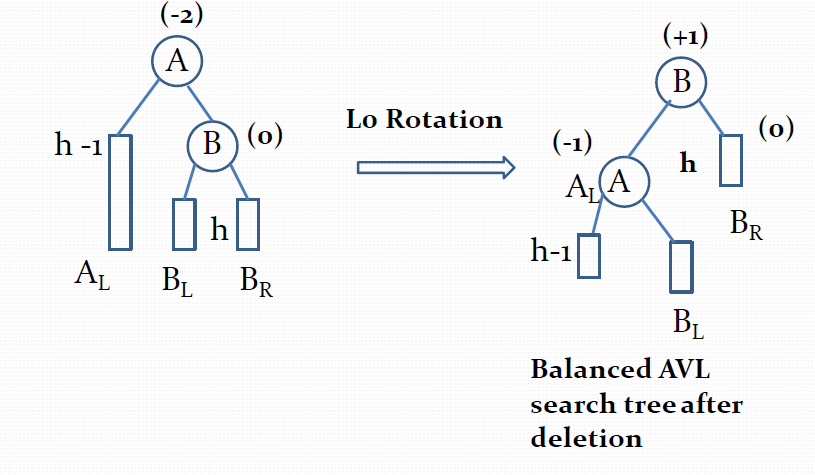 (-2)
A
h -1
B
(0)
h
A_L
B_L
B_R
Lo Rotation
(+1)
B
(-1)
(0)
h
A_L
A
B_R
h-1
B_L
Balanced AVL
search tree after
deletion